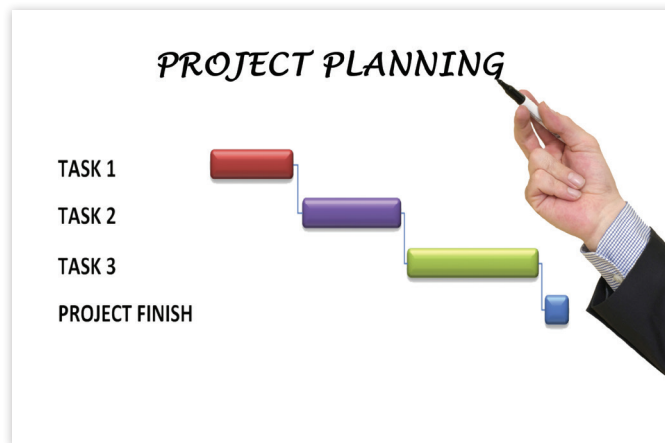 PROJECT PLANNING
TASK 1
TASK 2
TASK 3
PROJECT FINISH